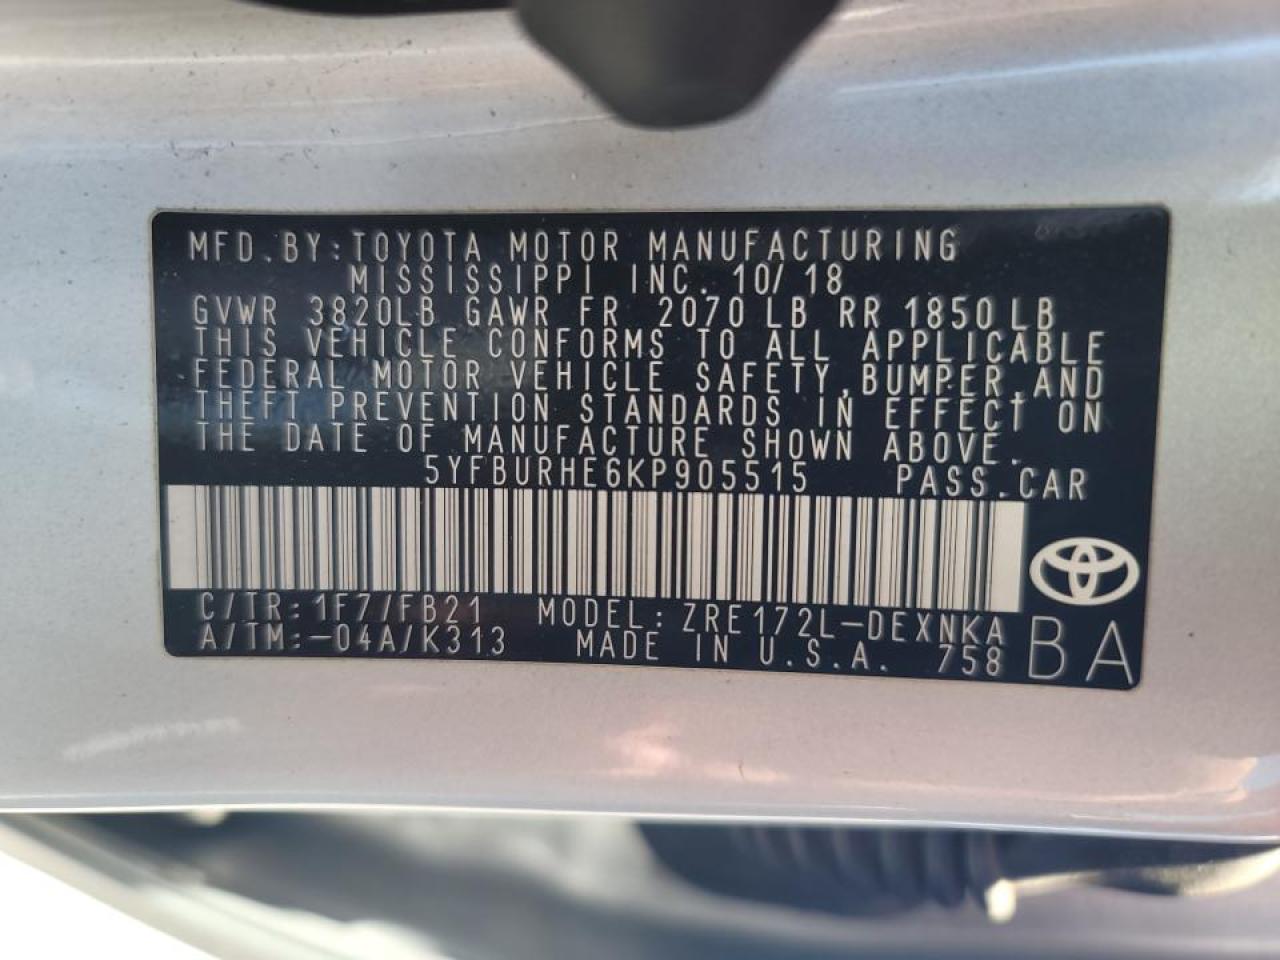 MFD.BY:TOYOTA MOTOR MANUFACTURING
MISSISSIPPI INC. 10/18
GVWR 3820LB GAWR FR 2070 LB RR 1850 LB
THIS VEHICLE CONFORMS TO ALL APPLICABLE
FEDERAL MOTOR VEHICLE SAFETY,BUMPER,AND
THEFT PREVENTION STANDARDS IN EFFECT ON
THE DATE OF MANUFACTURE SHOWN ABOVE.
5YFBURHE6KP905515 PASS.CAR
C/TR:1F7/FB21 MODEL:ZRE172L-DEXNKA
A/TM:-04A/K313 MADE IN U.S.A. 758 BA